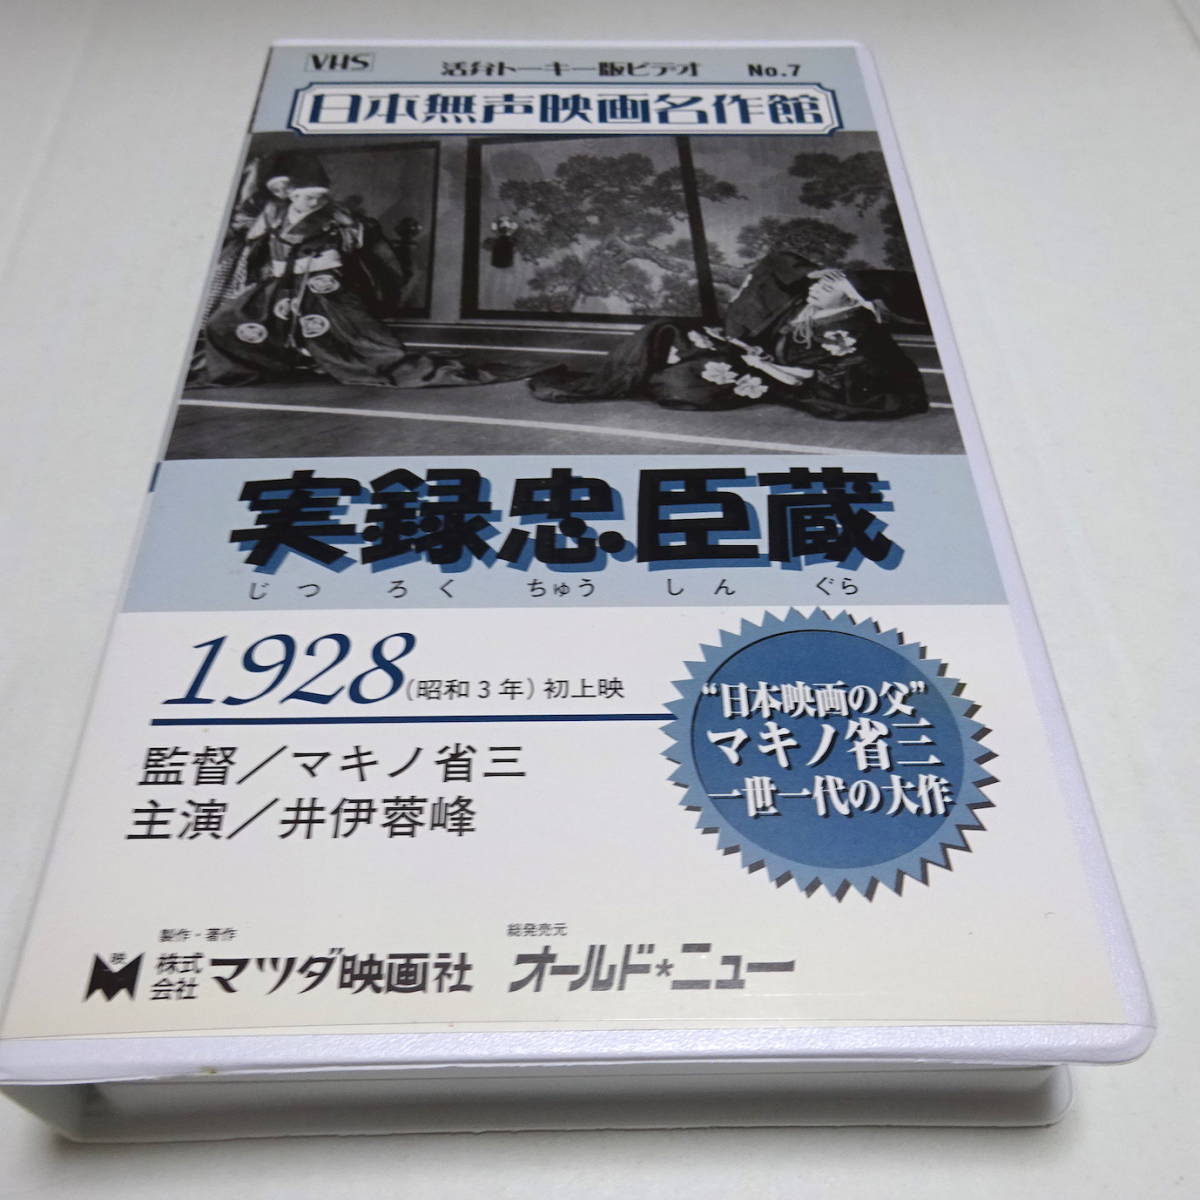 VHS 活弁トーキー版ビデオ No.7
日本無声映画名作館
実録忠臣蔵
じつろくちゅうしんぐら
1928(昭和3年)初上映
監督/マキノ省三
主演/井伊蓉峰
“日本映画の父”
マキノ省三
一世一代の大作
製作・著作
映 株式会社 マツダ映画社
総発売元
オールド★ニュー